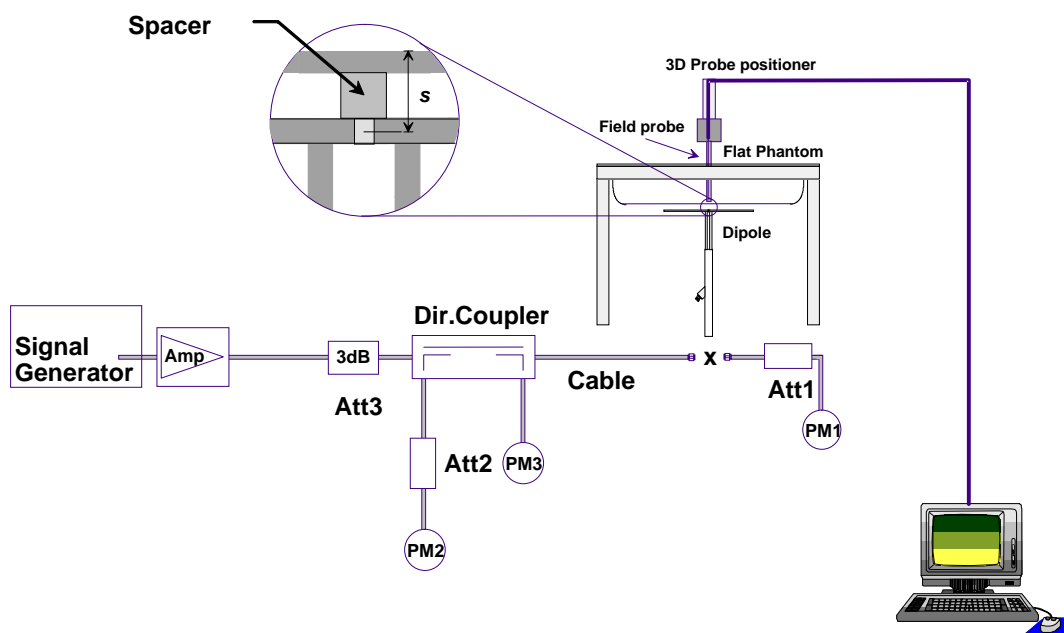 Spacer
s
3D Probe positioner
Field probe
Flat Phantom
Dipole
Dir.Coupler
Signal
Generator
Amp
3dB
Att3
Cable
x
Att1
PM1
Att2
PM3
PM2